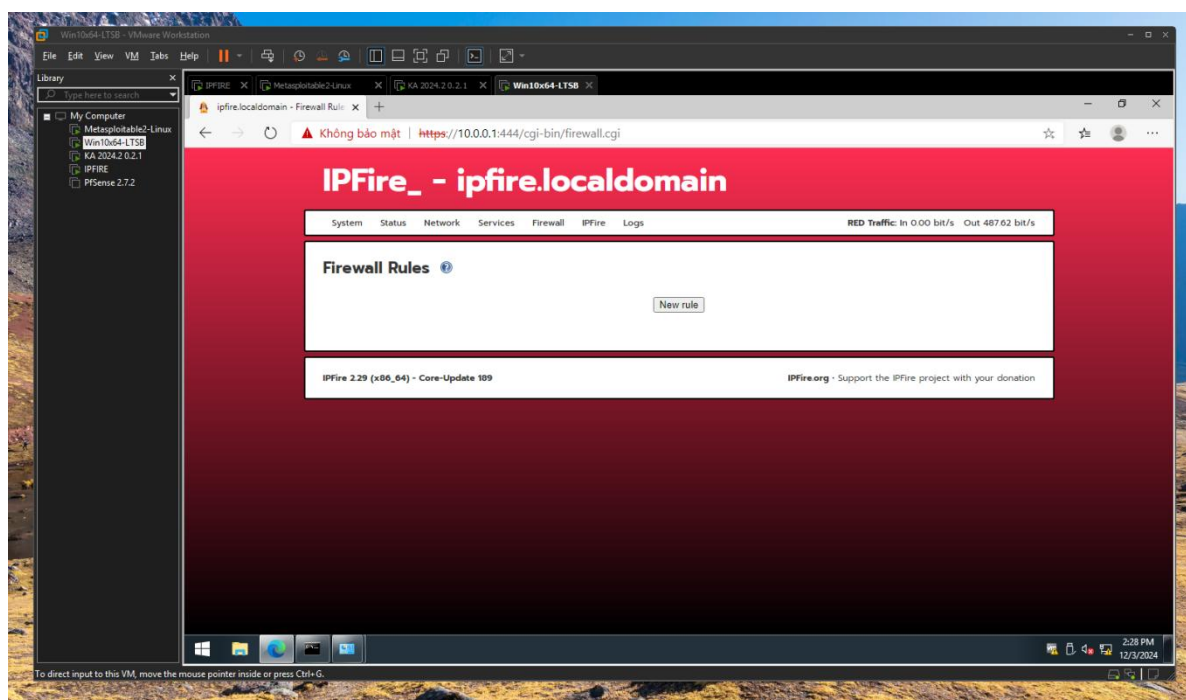 Win10x64-LTSB - VMware Workstation
File Edit View VM Tabs Help
Library
Type here to search
My Computer
Metasploitable2-Linux
Win10x64-LTSB
KA 2024.2 0.2.1
IPFIRE
PfSense 2.7.2
IPFIRE Metasploitable2-Linux KA 2024.2 0.2.1 Win10x64-LTSB
ipfire.localdomain - Firewall Rule
Không bảo mật | https://10.0.0.1:444/cgi-bin/firewall.cgi
IPFire_ - ipfire.localdomain
System Status Network Services Firewall IPFire Logs RED Traffic: In 0.00 bit/s Out 487.62 bit/s
Firewall Rules
New rule
IPFire 2.29 (x86_64) - Core-Update 189 IPFire.org • Support the IPFire project with your donation
2:28 PM
12/3/2024
To direct input to this VM, move the mouse pointer inside or press Ctrl+G.